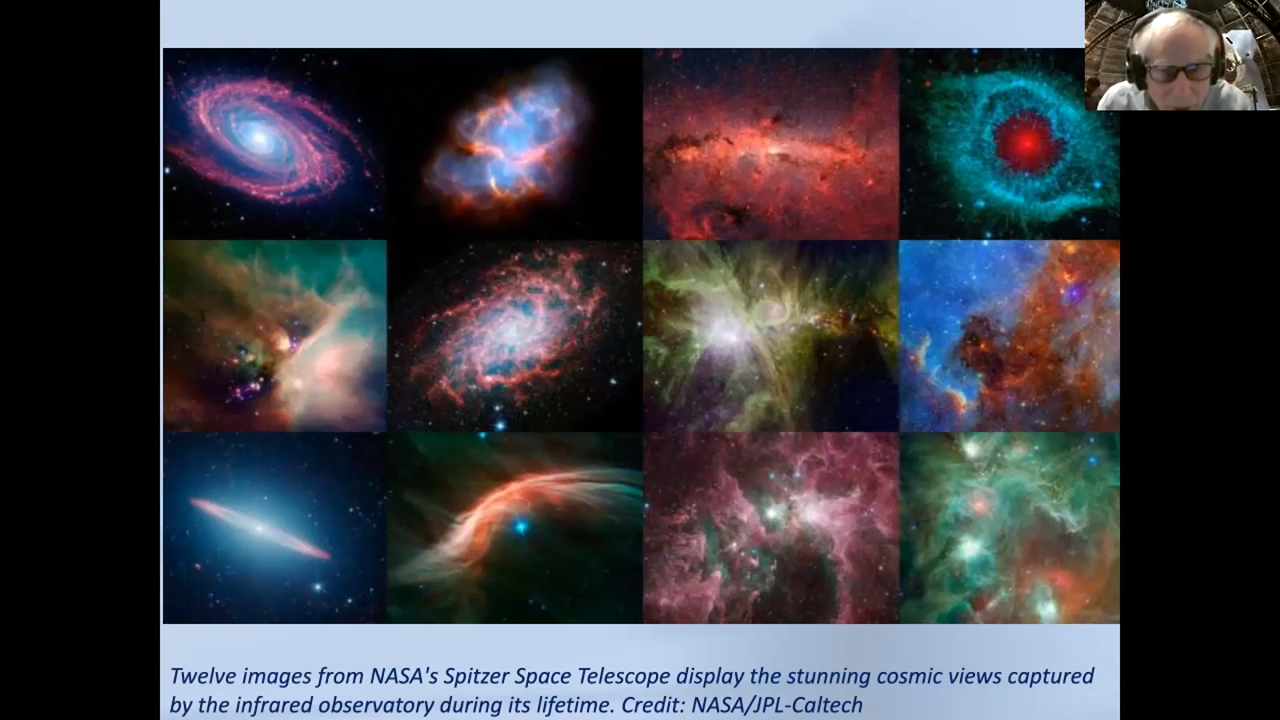 Twelve images from NASA's Spitzer Space Telescope display the stunning cosmic views captured
by the infrared observatory during its lifetime. Credit: NASA/JPL-Caltech